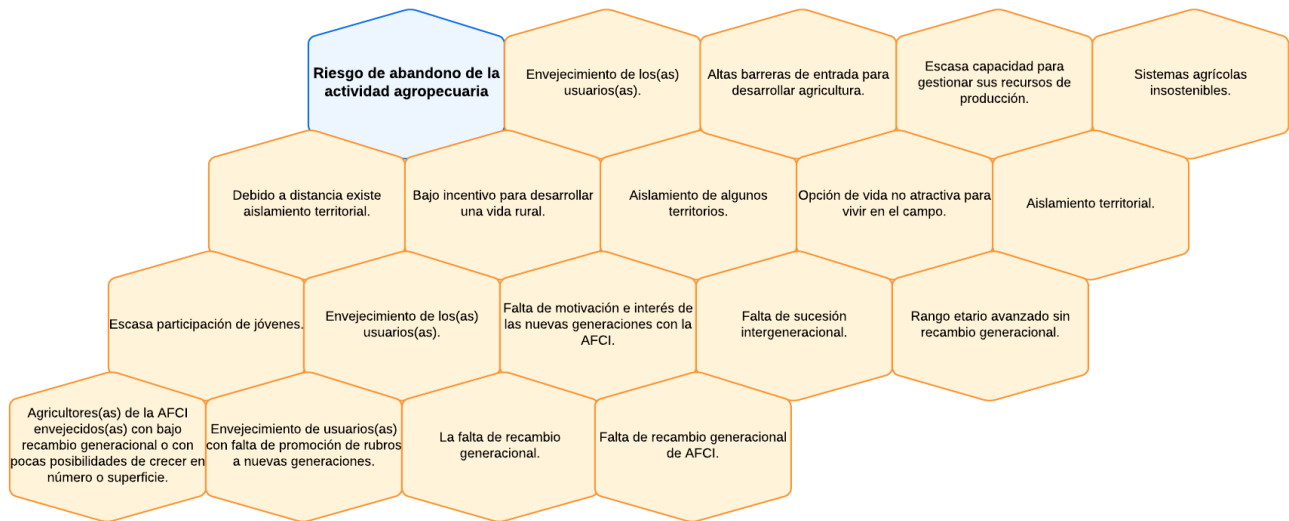 Riesgo de abandono de la
actividad agropecuaria
Envejecimiento de los(as)
usuarios(as).
Altas barreras de entrada para
desarrollar agricultura.
Escasa capacidad para
gestionar sus recursos de
producción.
Sistemas agrícolas
insostenibles.
Debido a distancia existe
aislamiento territorial.
Bajo incentivo para desarrollar
una vida rural.
Aislamiento de algunos
territorios.
Opción de vida no atractiva para
vivir en el campo.
Aislamiento territorial.
Escasa participación de jóvenes.
Envejecimiento de los(as)
usuarios(as).
Falta de motivación e interés de
las nuevas generaciones con la
AFCI.
Falta de sucesión
intergeneracional.
Rango etario avanzado sin
recambio generacional.
Agricultores(as) de la AFCI
envejecidos(as) con bajo
recambio generacional o con
pocas posibilidades de crecer en
número o superficie.
Envejecimiento de usuarios(as)
con falta de promoción de rubros
a nuevas generaciones.
La falta de recambio
generacional.
Falta de recambio generacional
de AFCI.